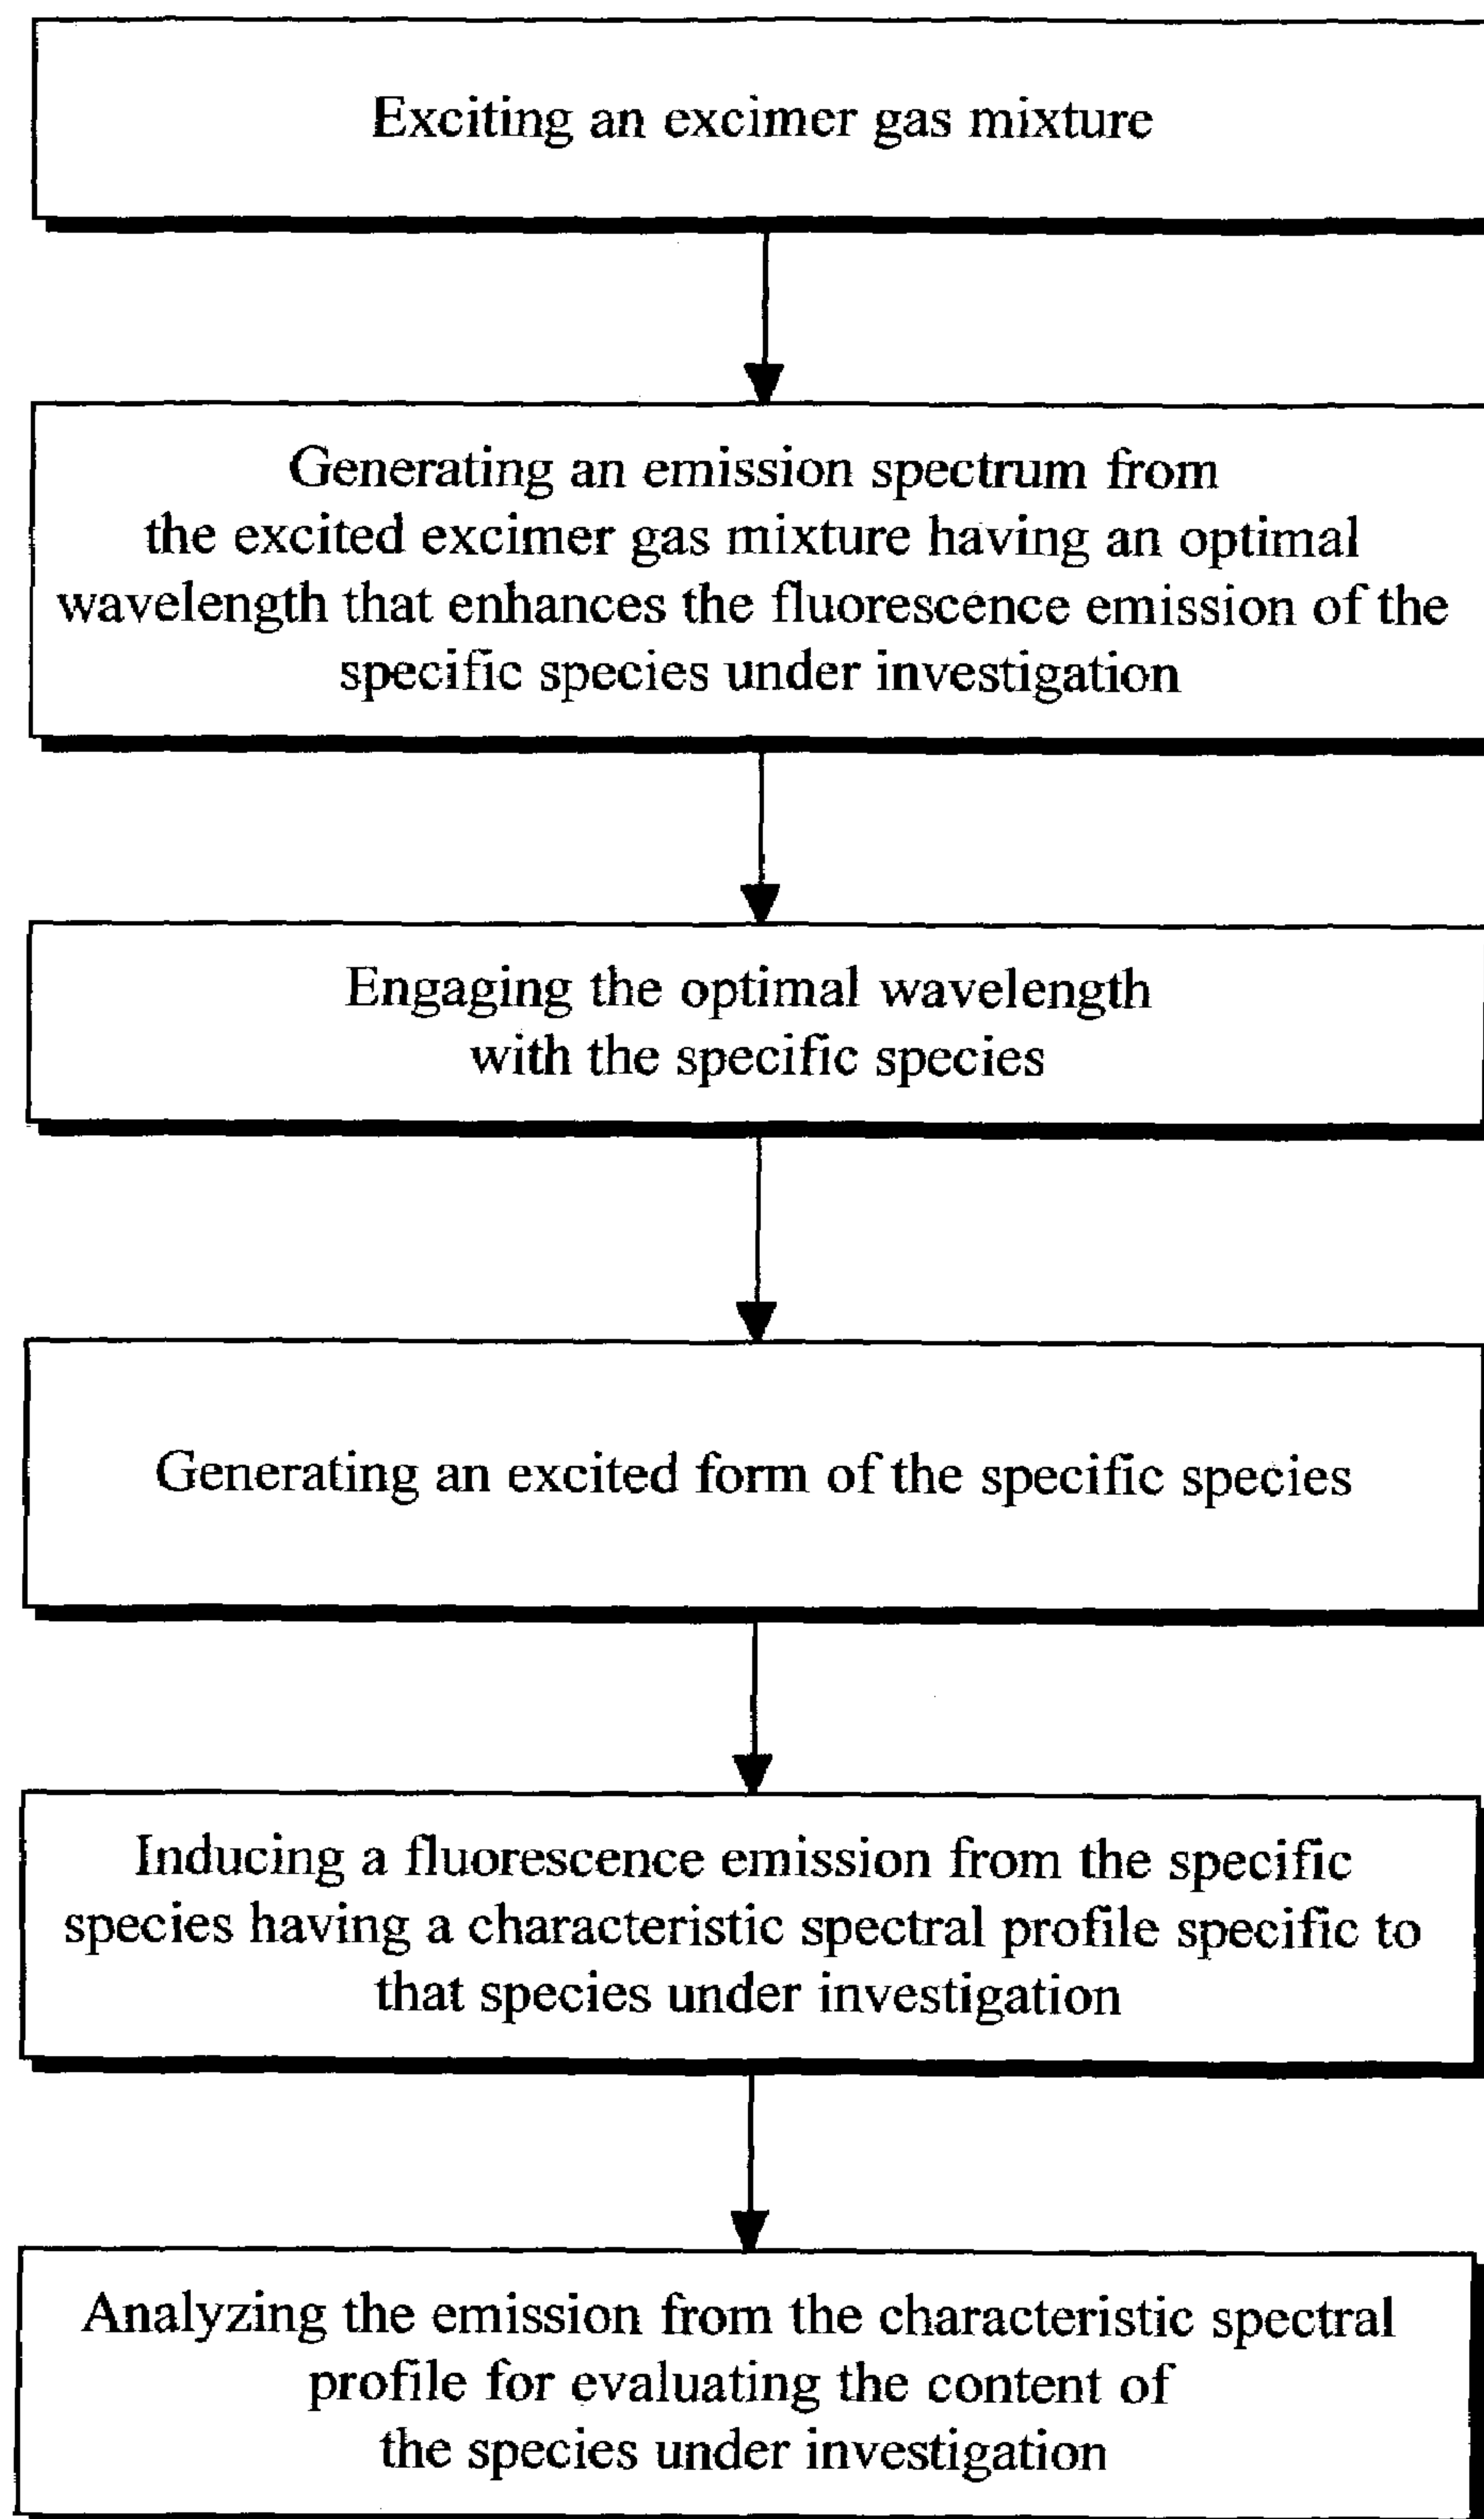 Exciting an excimer gas mixture
Generating an emission spectrum from
the excited excimer gas mixture having an optimal
wavelength that enhances the fluorescence emission of the
specific species under investigation
Engaging the optimal wavelength
with the specific species
Generating an excited form of the specific species
Inducing a fluorescence emission from the specific
species having a characteristic spectral profile specific to
that species under investigation
Analyzing the emission from the characteristic spectral
profile for evaluating the content of
the species under investigation